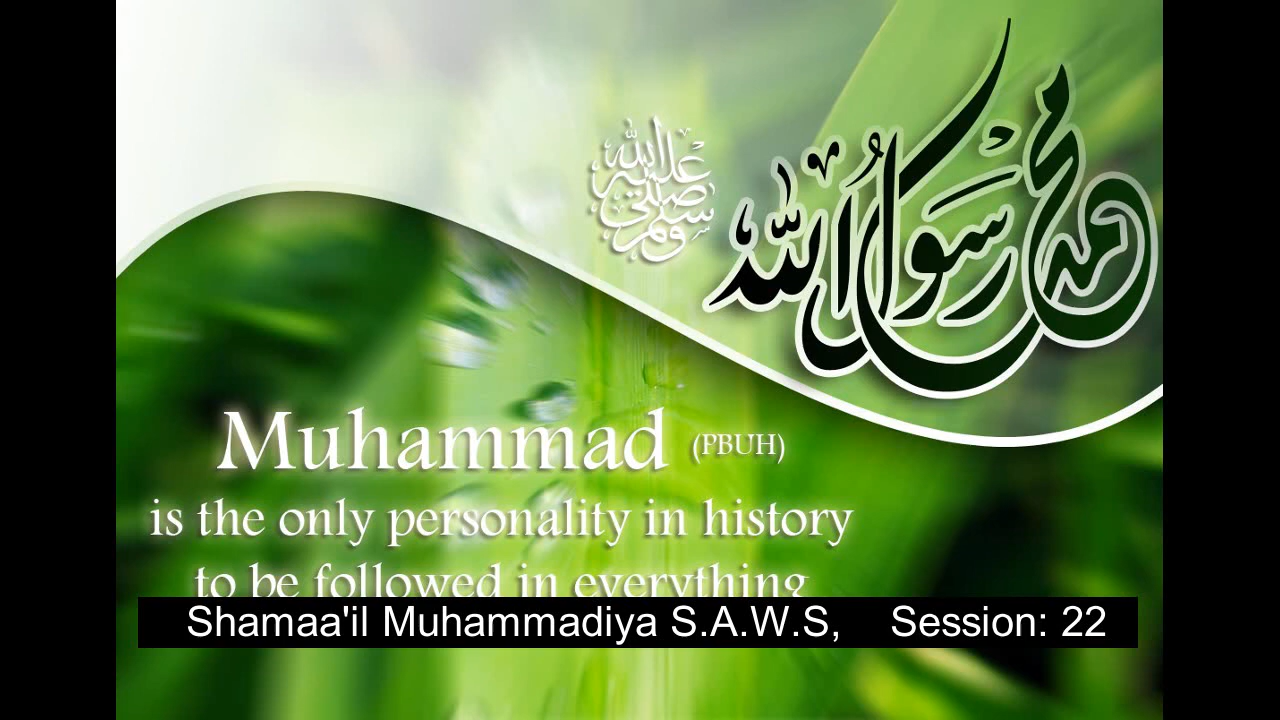 صلى الله عليه وسلم
محمد رسول الله
Muhammad (PBUH)
is the only personality in history
to be followed in everything
Shamaa'il Muhammadiya S.A.W.S, Session: 22